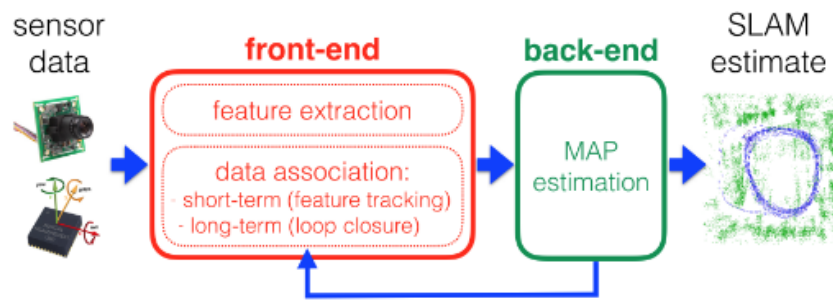 sensor
data
front-end
feature extraction
data association:
- short-term (feature tracking)
- long-term (loop closure)
back-end
MAP
estimation
SLAM
estimate